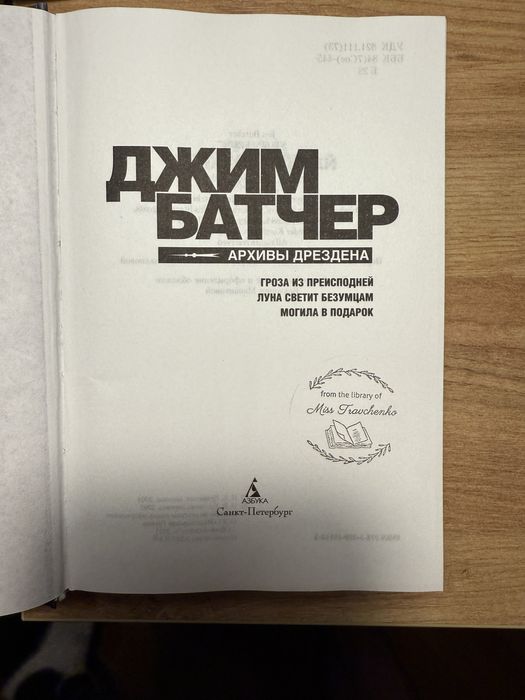 ДЖИМ
БАТЧЕР
АРХИВЫ ДРЕЗДЕНА
ГРОЗА ИЗ ПРЕИСПОДНЕЙ
ЛУНА СВЕТИТ БЕЗУМЦАМ
МОГИЛА В ПОДАРОК
from the library of
Miss Travchenko
АЗБУКА
Санкт-Петербург